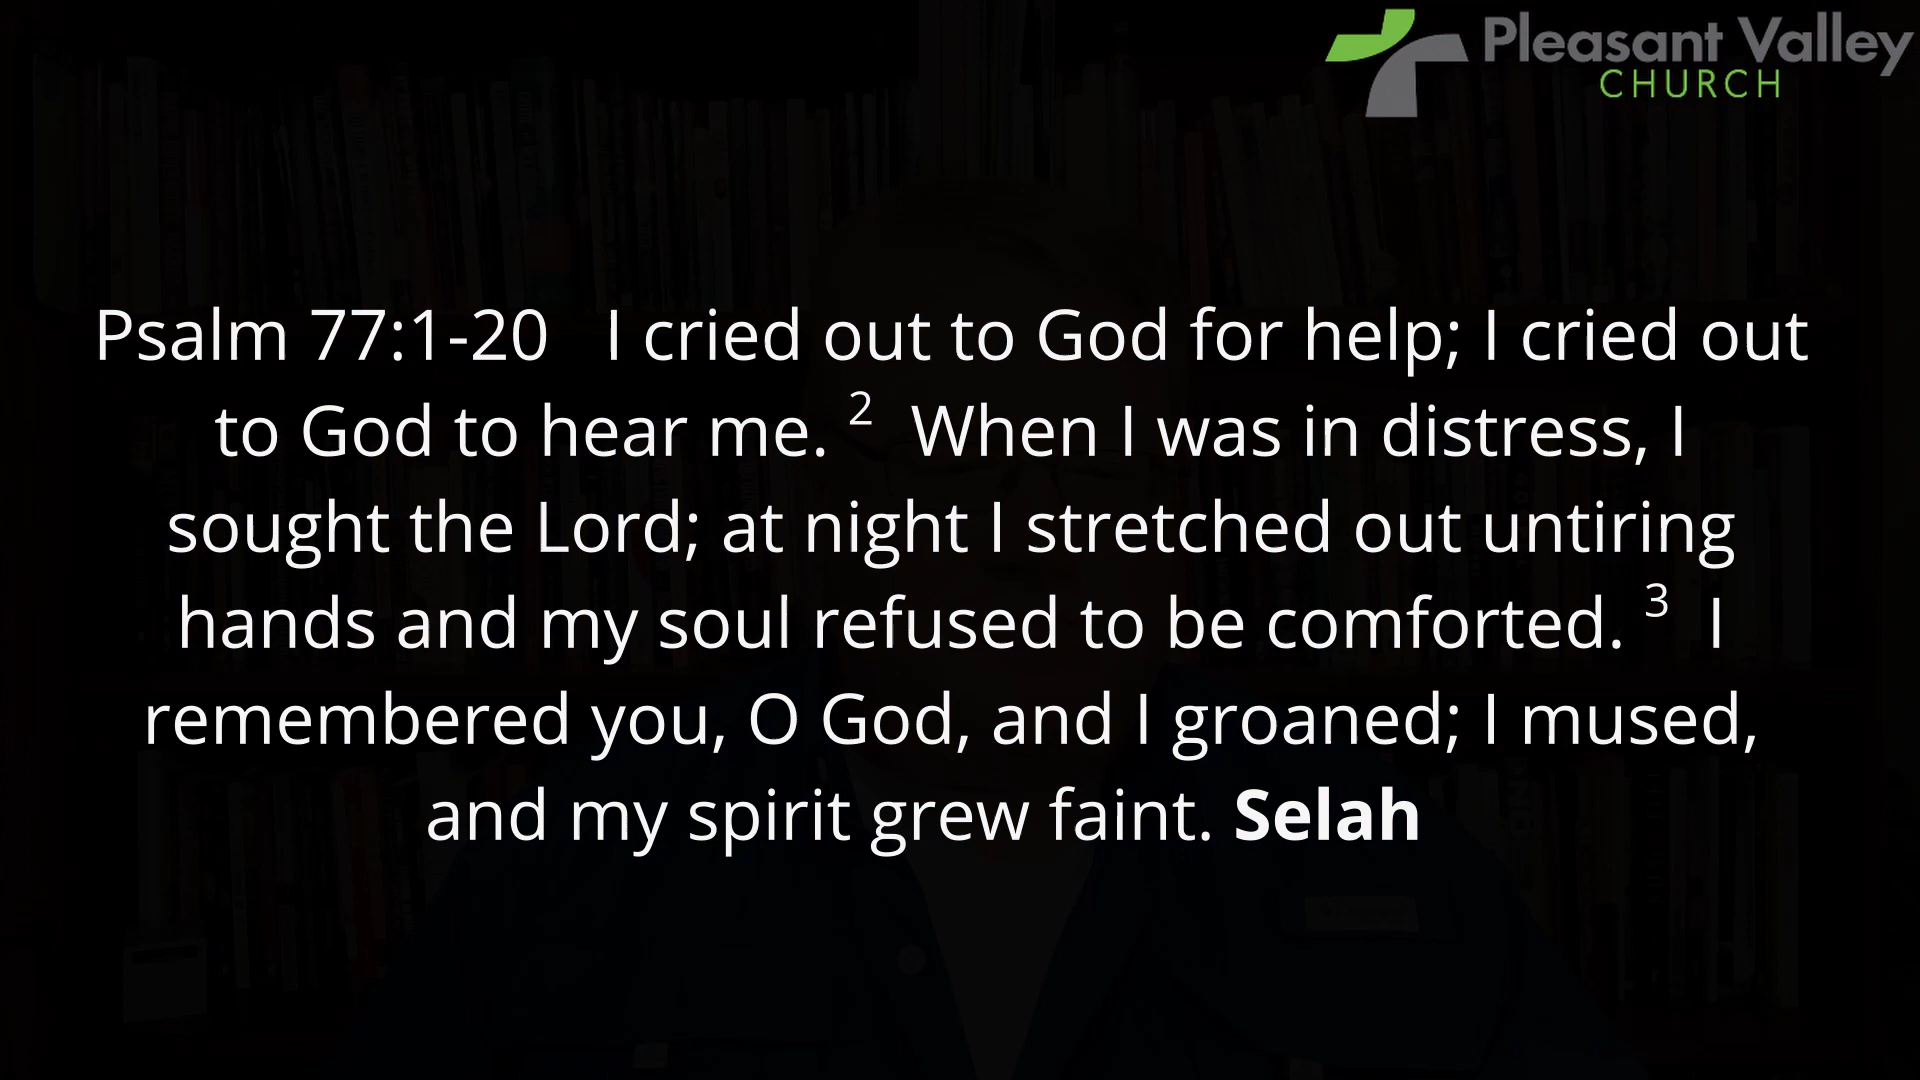 Pleasant Valley
CHURCH
Psalm 77:1-20 I cried out to God for help; I cried out
to God to hear me. 2 When I was in distress, I
sought the Lord; at night I stretched out untiring
hands and my soul refused to be comforted. 3 I
remembered you, O God, and I groaned; I mused,
and my spirit grew faint. Selah